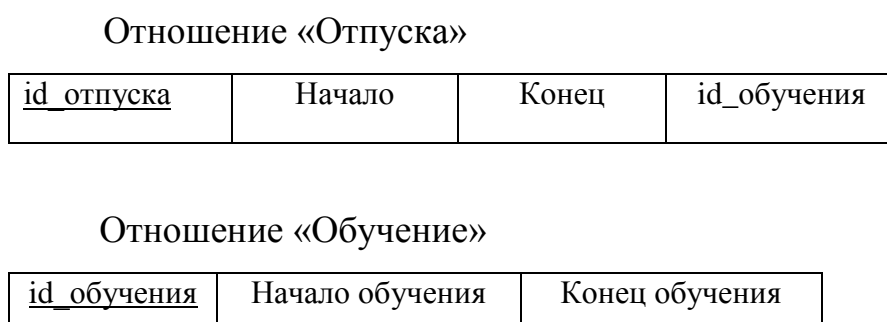 Отношение «Отпуска»
id_отпуска Начало Конец id_обучения
Отношение «Обучение»
id_обучения Начало обучения Конец обучения